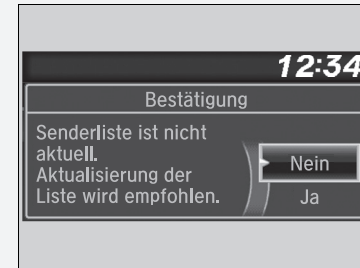 12:34
Bestätigung
Senderliste ist nicht
aktuell.
Aktualisierung der
Liste wird empfohlen.
Nein
Ja